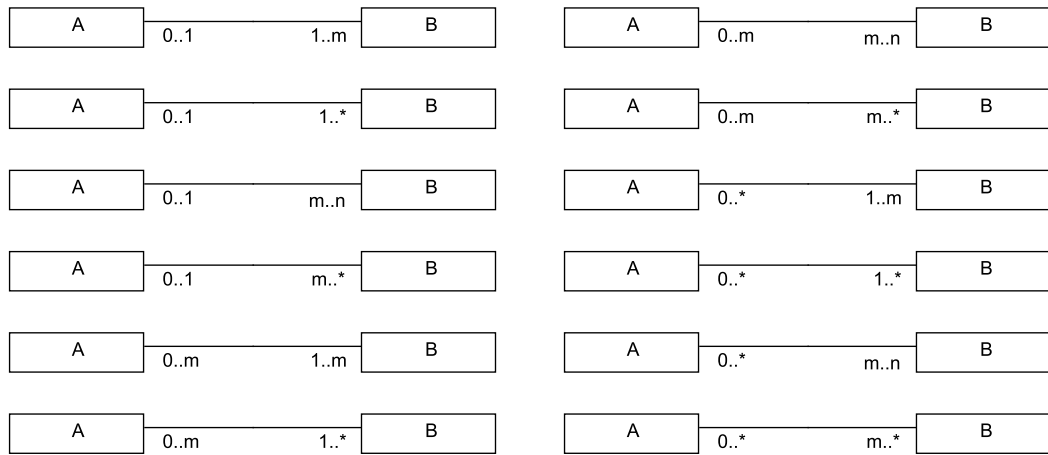 A 0..1 1..m B
A 0..1 1..* B
A 0..1 m..n B
A 0..1 m..* B
A 0..m 1..m B
A 0..m 1..* B
A 0..m m..n B
A 0..m m..* B
A 0..* 1..m B
A 0..* 1..* B
A 0..* m..n B
A 0..* m..* B